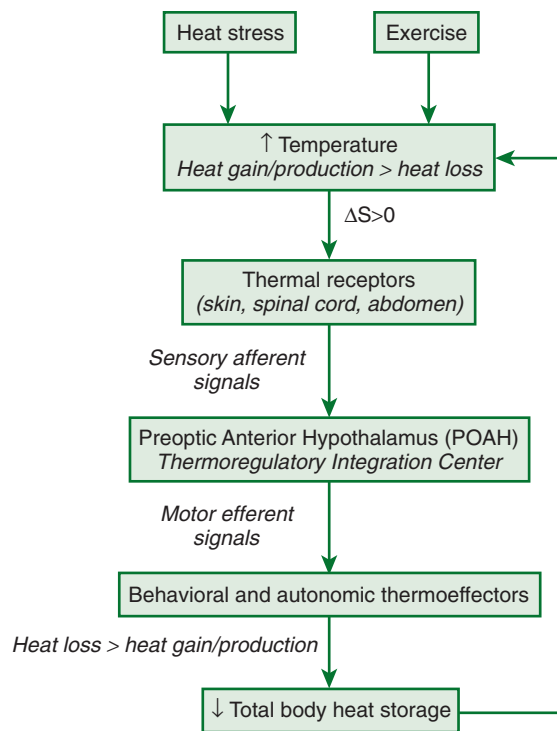 Heat stress
Exercise
↑ Temperature
Heat gain/production > heat loss
ΔS>0
Thermal receptors
(skin, spinal cord, abdomen)
Sensory afferent
signals
Preoptic Anterior Hypothalamus (POAH)
Thermoregulatory Integration Center
Motor efferent
signals
Behavioral and autonomic thermoeffectors
Heat loss > heat gain/production
↓ Total body heat storage